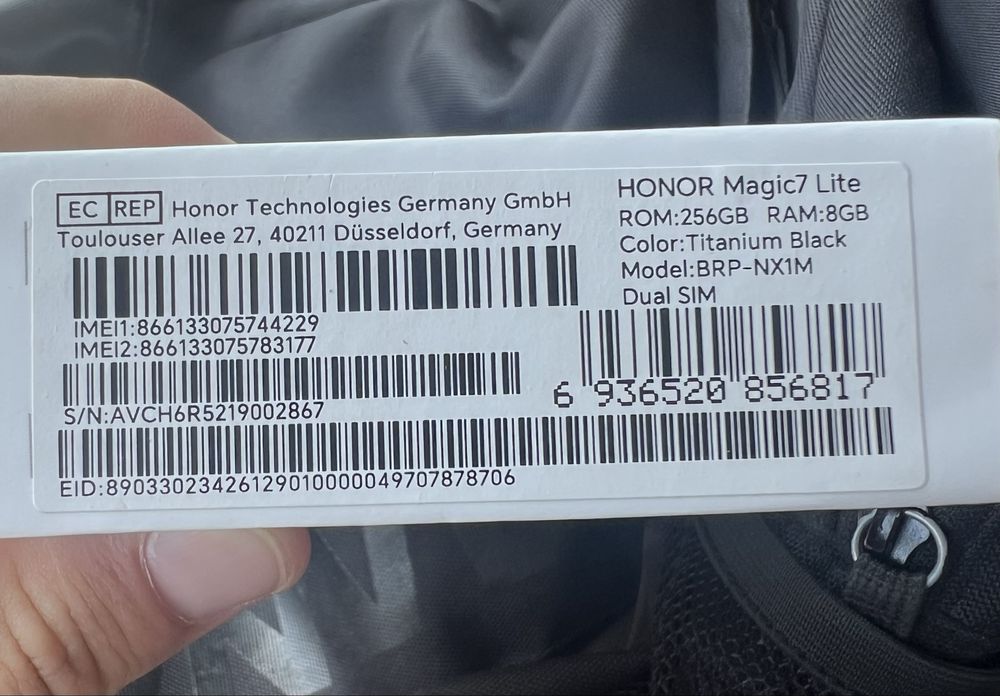 EC REP Honor Technologies Germany GmbH
Toulouser Allee 27, 40211 Düsseldorf, Germany
IMEI1:866133075744229
IMEI2:866133075783177
S/N:AVCH6R5219002867
EID:89033023426129010000049707878706
HONOR Magic7 Lite
ROM:256GB RAM:8GB
Color:Titanium Black
Model:BRP-NX1M
Dual SIM
6 936520 856817